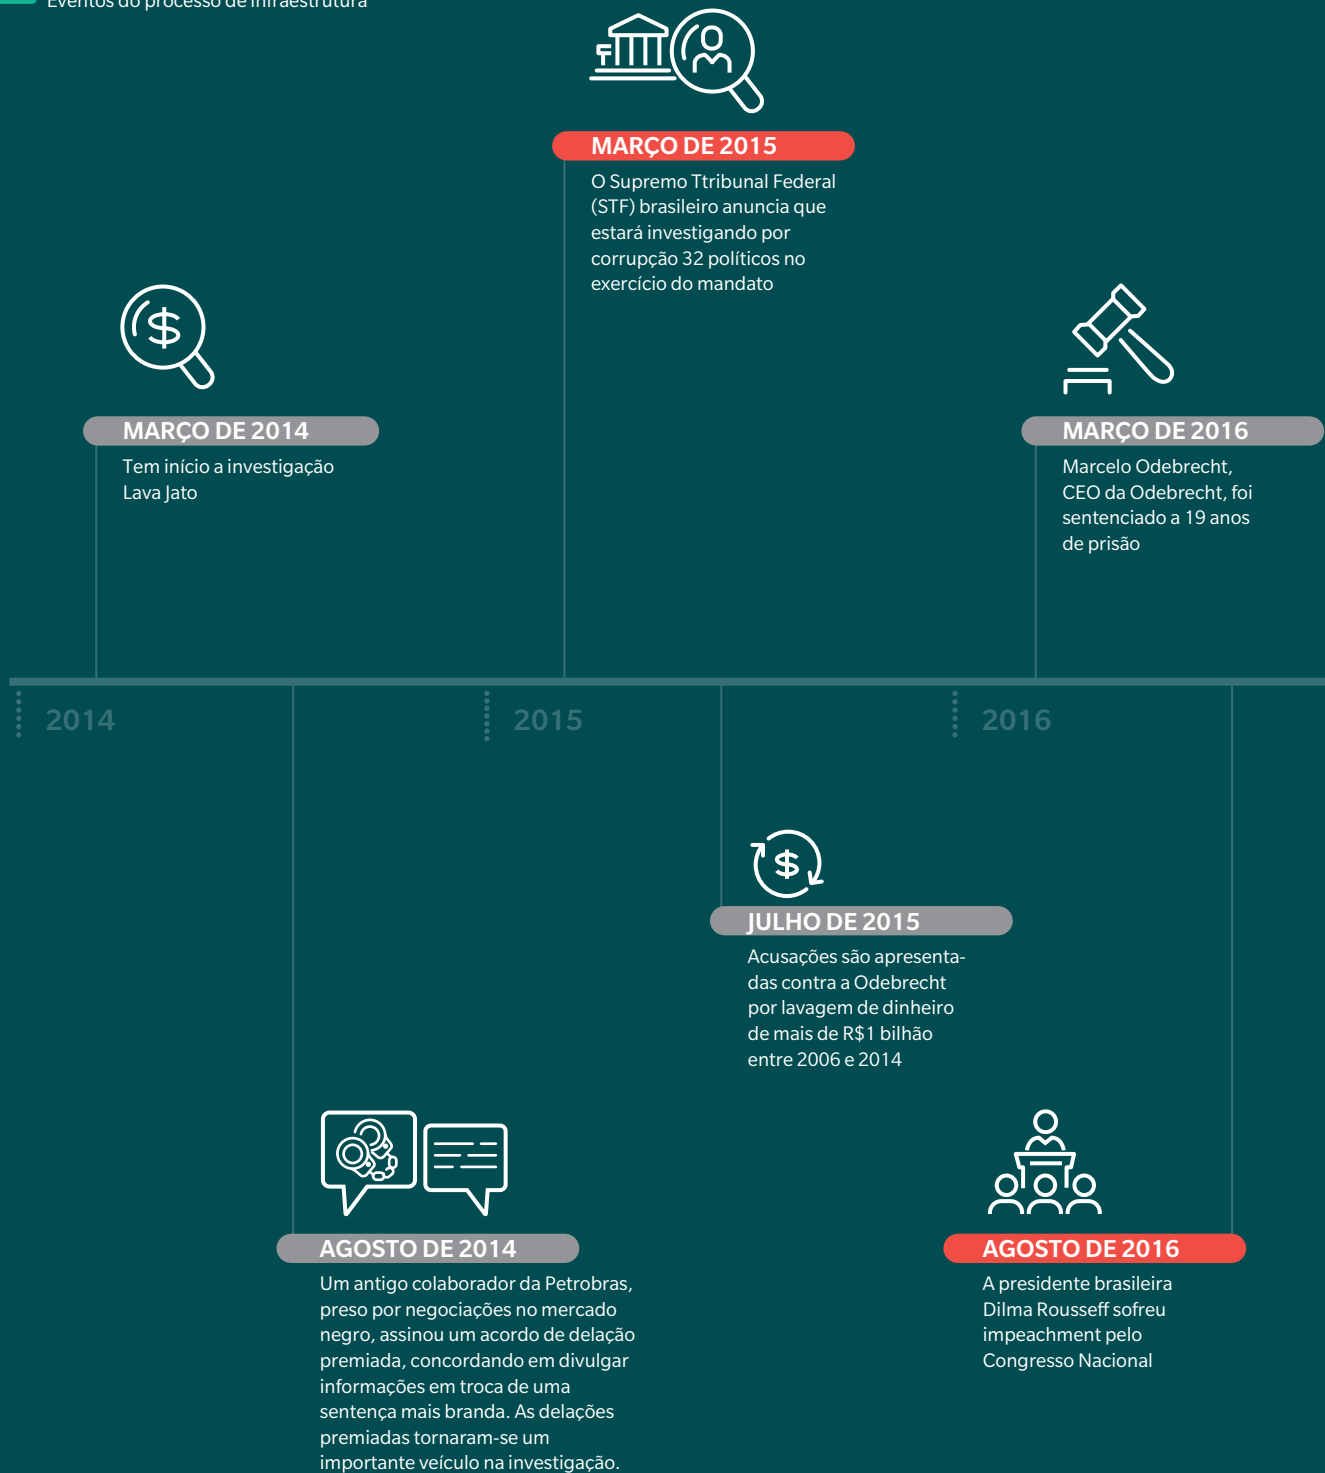 Eventos do processo de infraestrutura
MARÇO DE 2015
O Supremo Ttribunal Federal
(STF) brasileiro anuncia que
estará investigando por
corrupção 32 políticos no
exercício do mandato
MARÇO DE 2014
Tem início a investigação
Lava Jato
MARÇO DE 2016
Marcelo Odebrecht,
CEO da Odebrecht, foi
sentenciado a 19 anos
de prisão
2014
2015
2016
JULHO DE 2015
Acusações são apresenta-
das contra a Odebrecht
por lavagem de dinheiro
de mais de R$1 bilhão
entre 2006 e 2014
AGOSTO DE 2014
Um antigo colaborador da Petrobras,
preso por negociações no mercado
negro, assinou um acordo de delação
premiada, concordando em divulgar
informações em troca de uma
sentença mais branda. As delações
premiadas tornaram-se um
importante veículo na investigação.
AGOSTO DE 2016
A presidente brasileira
Dilma Rousseff sofreu
impeachment pelo
Congresso Nacional